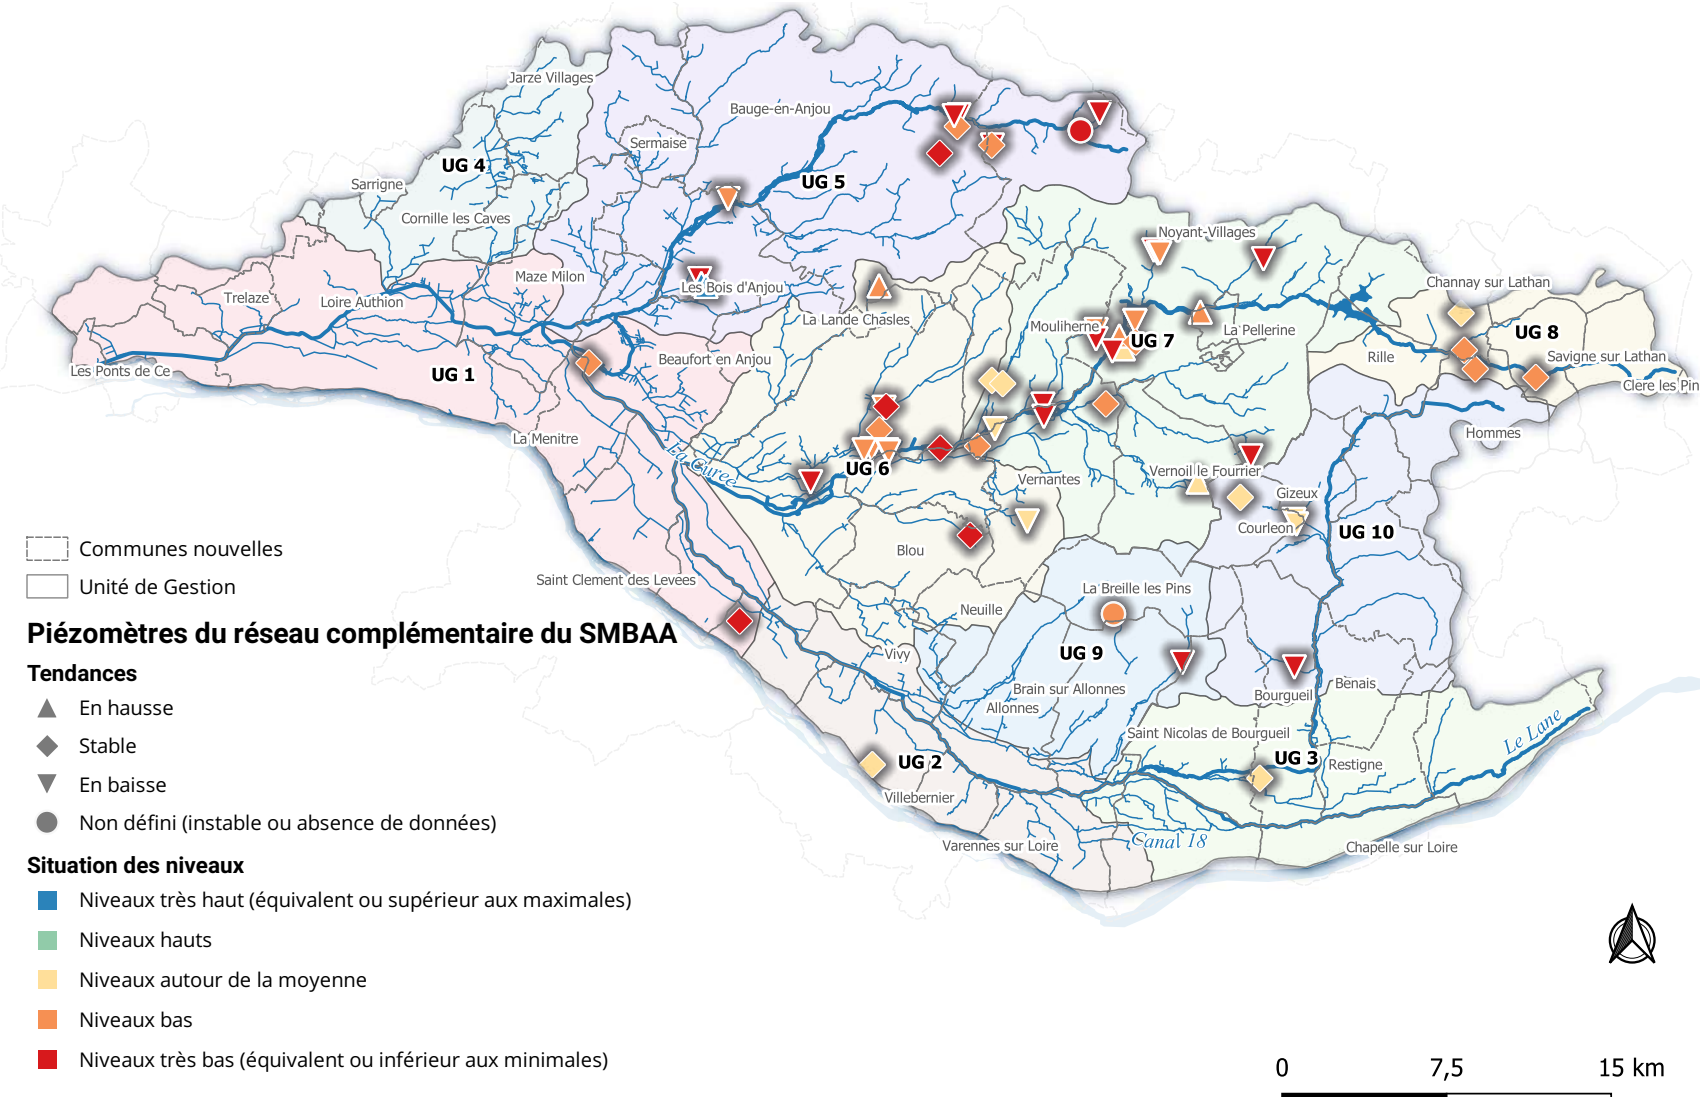 Jarze Villages
Bauge-en-Anjou
Sermaise
UG 4
UG 5
Sarrigne
Cornille les Caves
Noyant-Villages
Maze Milon
Les Bois d'Anjou
Channay sur Lathan
Trelaze
Loire Authion
La Lande Chasles
Mouliherne
UG 7
La Pellerine
UG 8
Rille
Savigne sur Lathan
Les Ponts de Ce
UG 1
Beaufort en Anjou
Clere les Pin
La Menitre
Hommes
La Curee
UG 6
Vernantes
Vernoil le Fourrier
Gizeux
Courleon
UG 10
Blou
Saint Clement des Levees
La Breille les Pins
Neuille
Vivy
UG 9
Brain sur Allonnes
Allonnes
Bourgueil
Benais
Saint Nicolas de Bourgueil
Le Lane
UG 2
UG 3
Restigne
Villebernier
Varennes sur Loire
Canal 18
Chapelle sur Loire
Communes nouvelles
Unité de Gestion
Piézomètres du réseau complémentaire du SMBAA
Tendances
En hausse
Stable
En baisse
Non défini (instable ou absence de données)
Situation des niveaux
Niveaux très haut (équivalent ou supérieur aux maximales)
Niveaux hauts
Niveaux autour de la moyenne
Niveaux bas
Niveaux très bas (équivalent ou inférieur aux minimales)
0 7,5 15 km